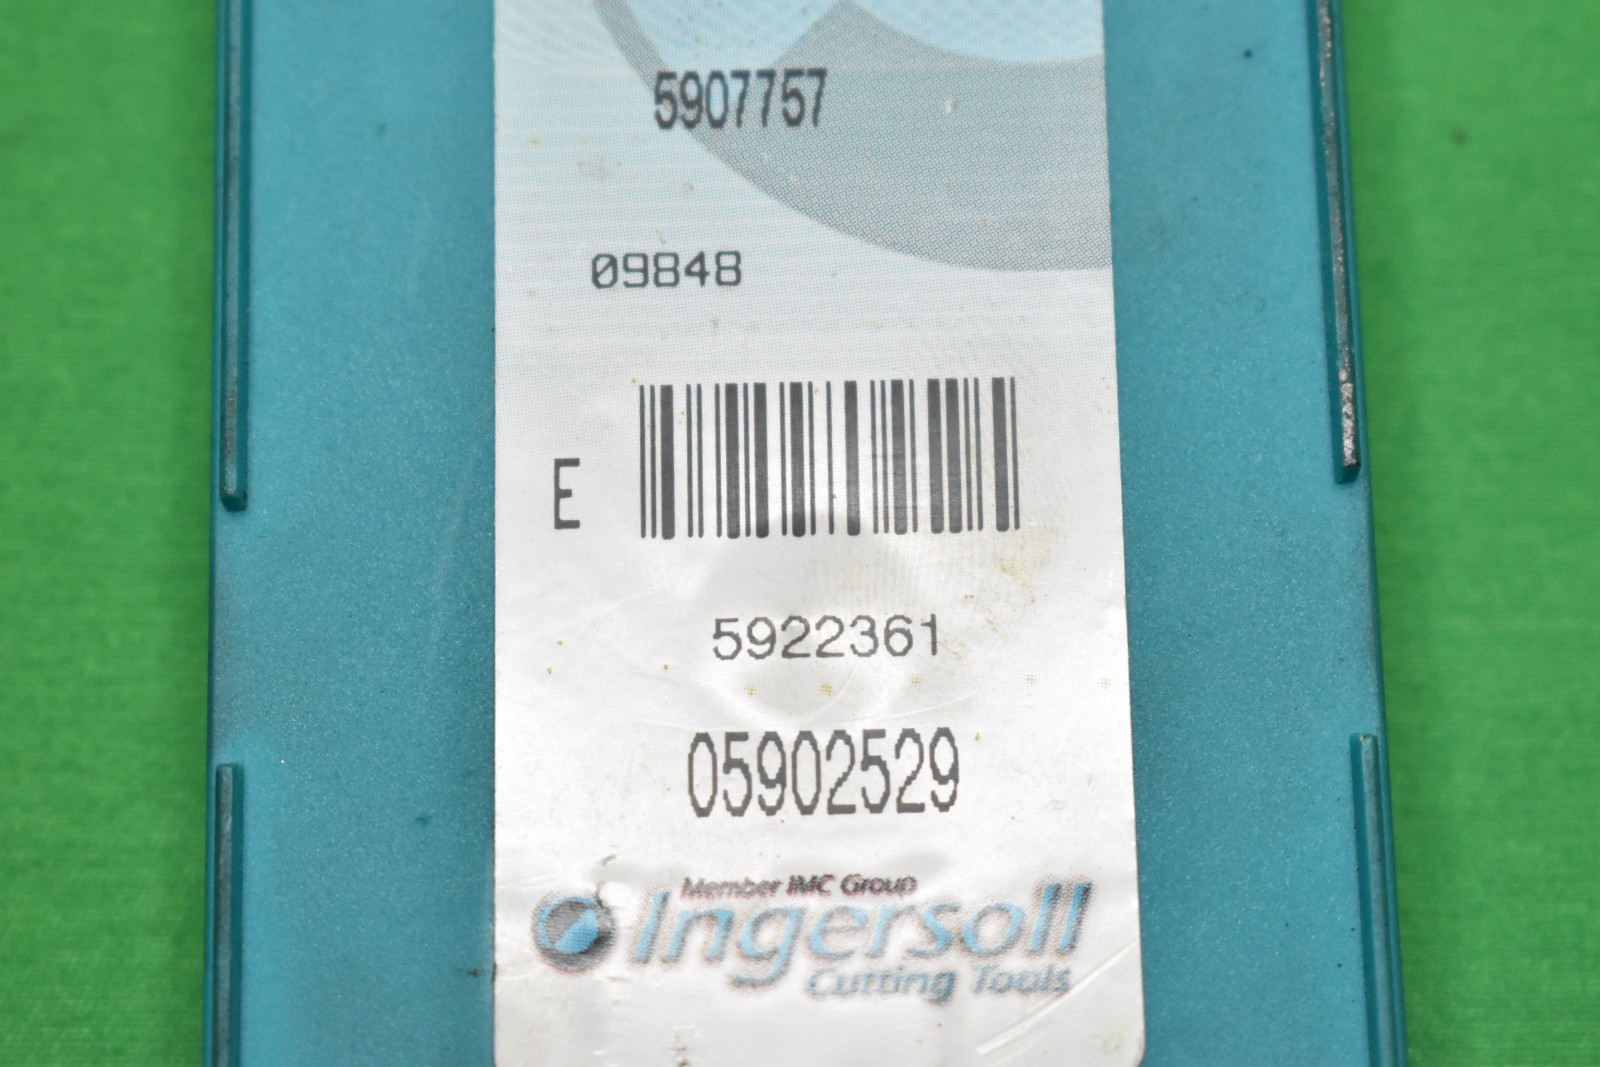 5907757
09848
E
5922361
05902529
Member IMC Group
Ingersoll
Cutting Tools